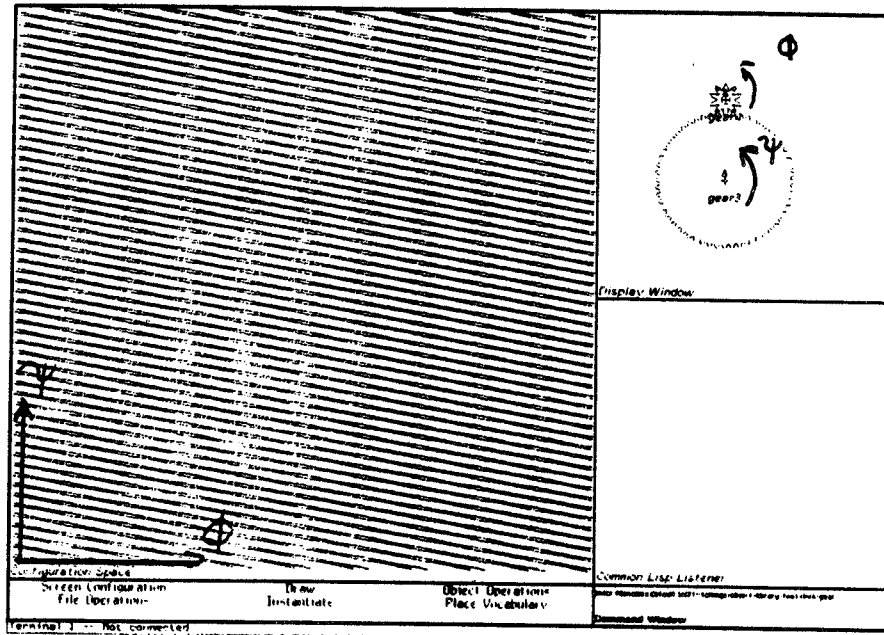 Φ
gear2
ψ
gear3
Display Window
ψ
Φ
Configuration Space
Common Lisp Listener
Screen Configuration Draw Object Operations
File Operations Instantiate Place Vocabulary
Command Window
Terminal 1 -- Not connected